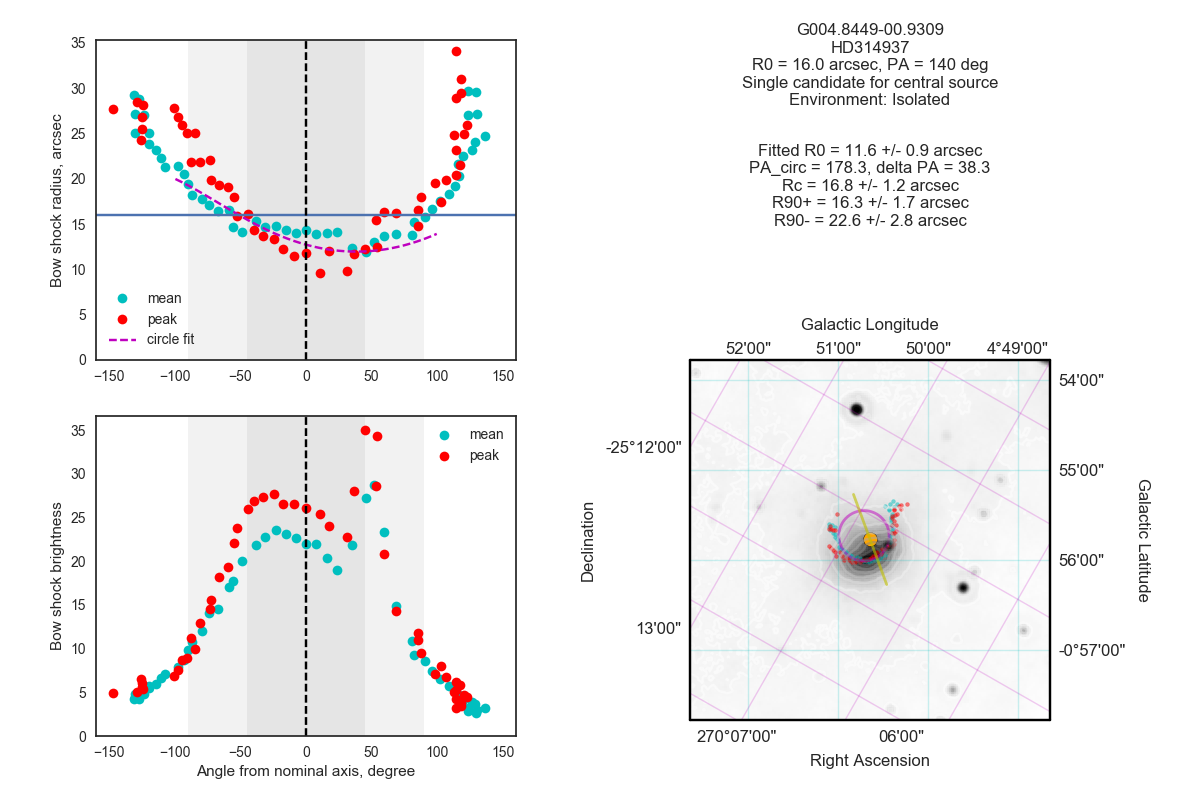 35
30
25
20
15
10
5
0
Bow shock radius, arcsec
mean
peak
circle fit
−150
−100
−50
0
50
100
150
35
30
25
20
15
10
5
0
Bow shock brightness
mean
peak
−150
−100
−50
0
50
100
150
Angle from nominal axis, degree
G004.8449-00.9309
HD314937
R0 = 16.0 arcsec, PA = 140 deg
Single candidate for central source
Environment: Isolated
Fitted R0 = 11.6 +/- 0.9 arcsec
PA_circ = 178.3, delta PA = 38.3
Rc = 16.8 +/- 1.2 arcsec
R90+ = 16.3 +/- 1.7 arcsec
R90- = 22.6 +/- 2.8 arcsec
Galactic Longitude
52'00"
51'00"
50'00"
4°49'00"
54'00"
55'00"
56'00"
-0°57'00"
Galactic Latitude
-25°12'00"
13'00"
Declination
270°07'00"
06'00"
Right Ascension